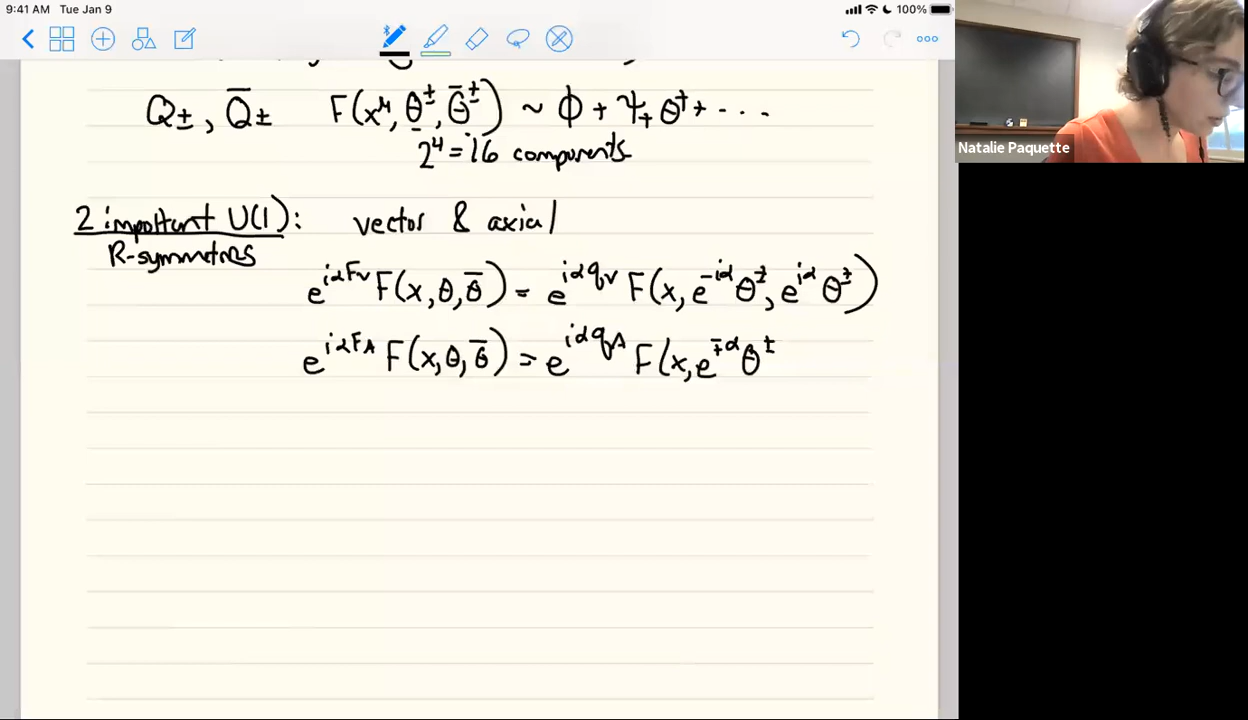 9:41 AM Tue Jan 9
100%
Q±, Q̄± F(x^μ, θ^±, θ̄^±) ~ φ + ψ₊ θ^+ + ...
2⁴ = 16 components
2 important U(1): vector & axial
R-symmetries
e^{iαF_V} F(x, θ, θ̄) = e^{iαq_V} F(x, e^{-iα} θ^±, e^{iα} θ^±)
e^{iαF_A} F(x, θ, θ̄) = e^{iαq_A} F(x, e^{∓α} θ^±
Natalie Paquette